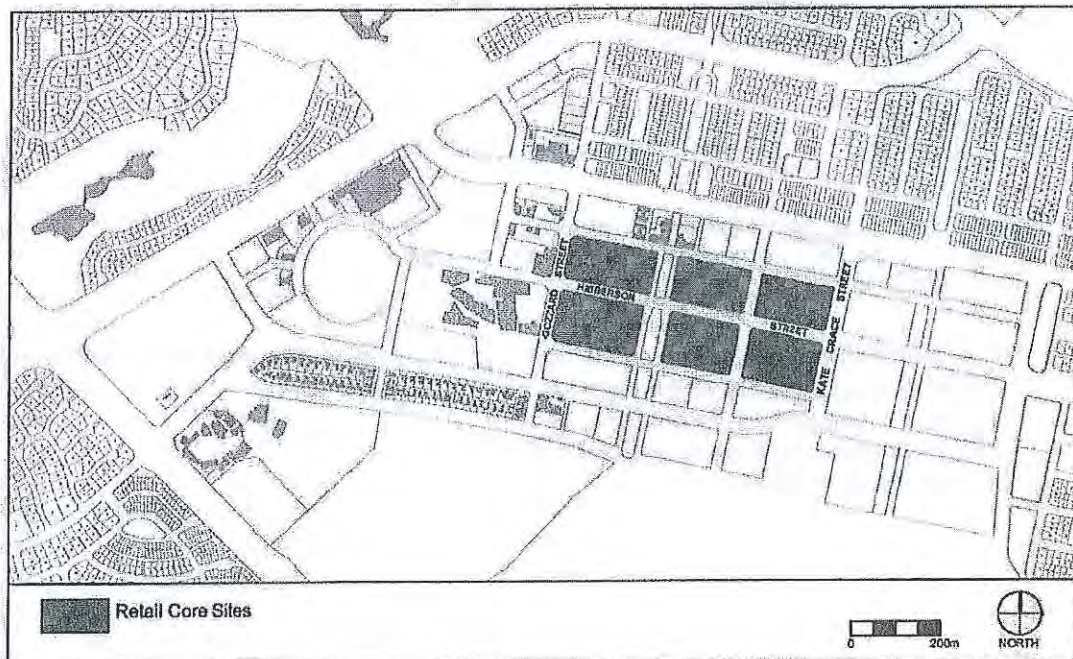 GOZZARD STREET
HIBBERSON STREET
KATE CRACE STREET
Retail Core Sites
0 200m
NORTH